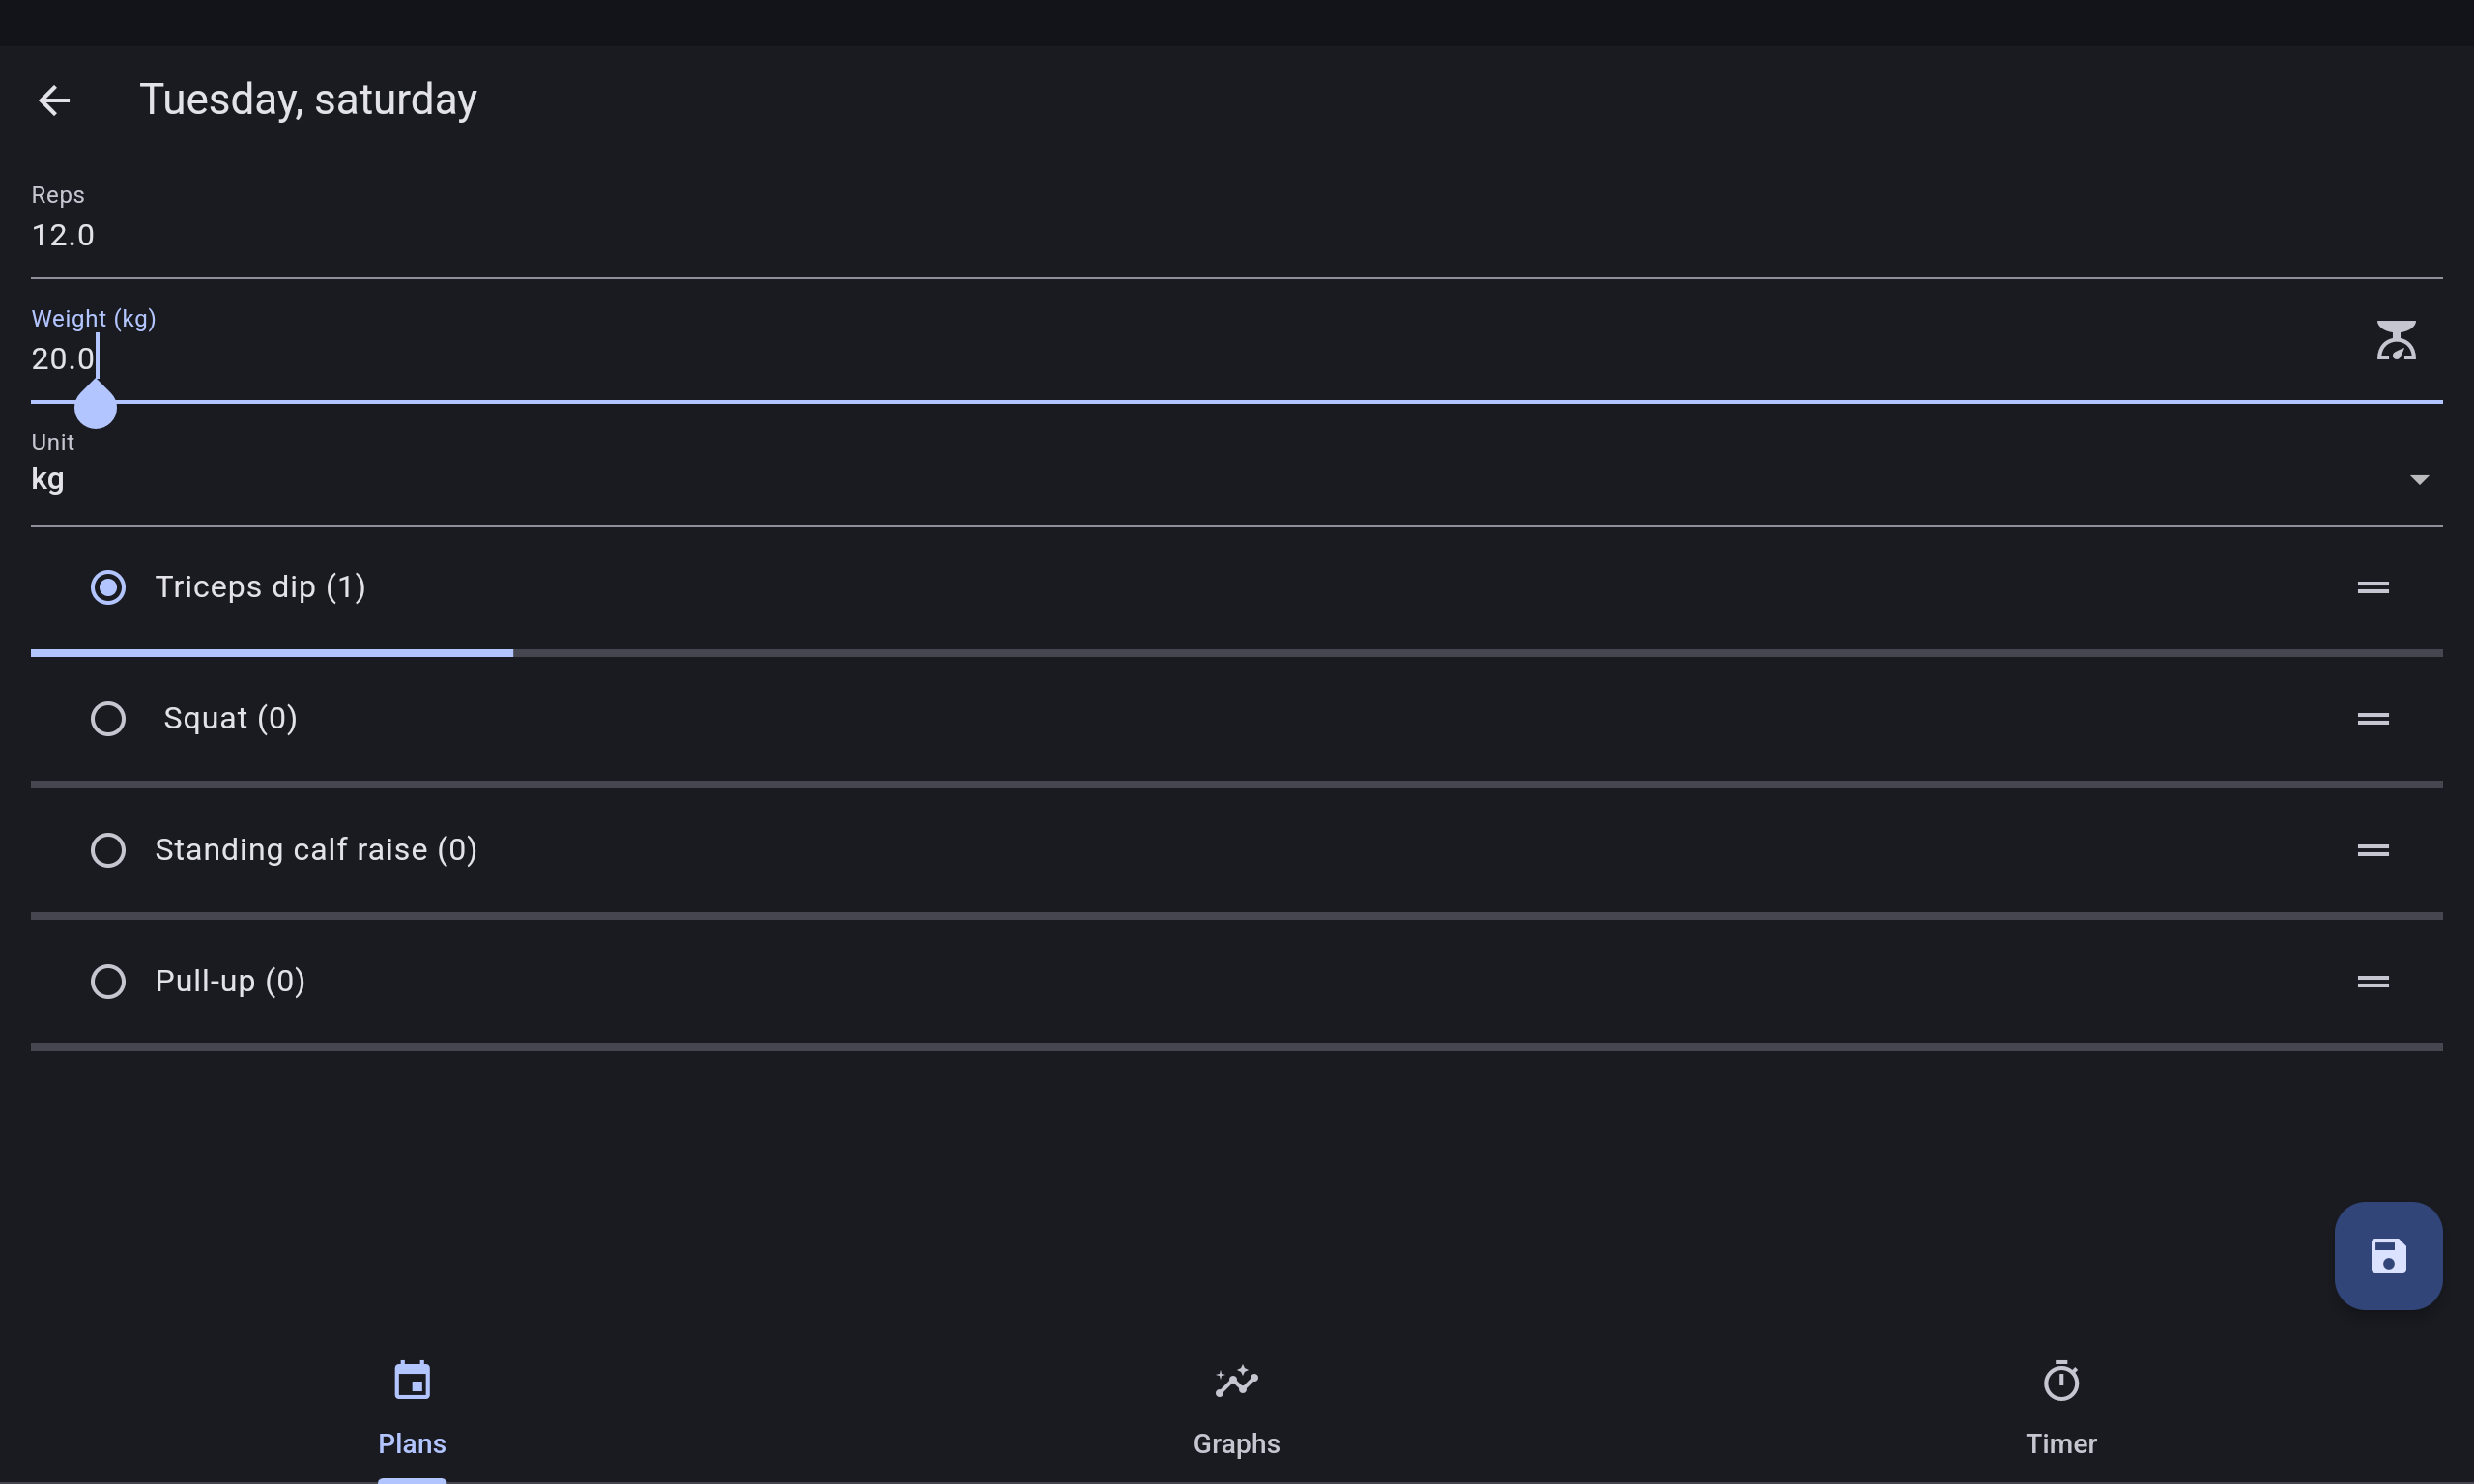 Tuesday, saturday
Reps
12.0
Weight (kg)
20.0
Unit
kg
Triceps dip (1)
Squat (0)
Standing calf raise (0)
Pull-up (0)
Plans
Graphs
Timer